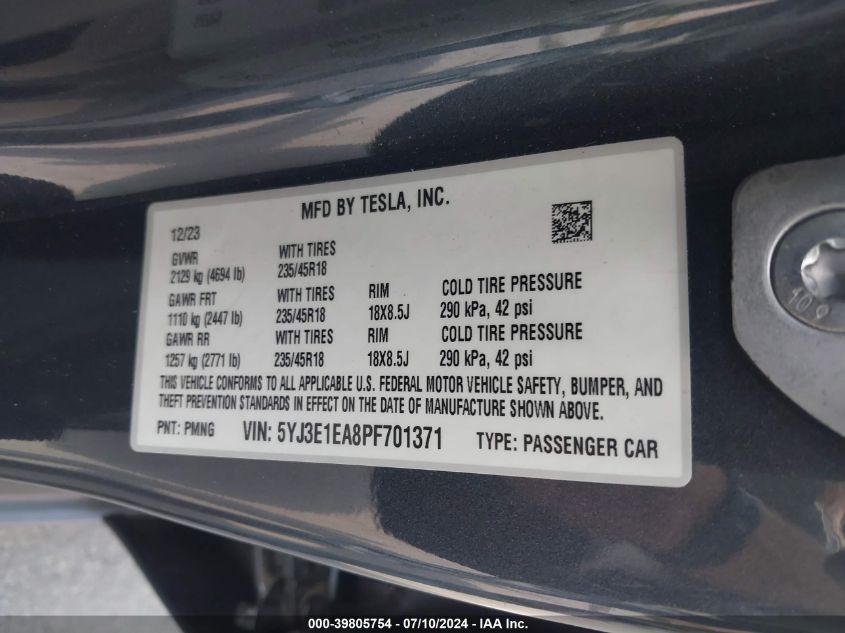 MFD BY TESLA, INC.
12/23
GVWR WITH TIRES
2129 kg (4694 lb) 235/45R18
GAWR FRT WITH TIRES RIM COLD TIRE PRESSURE
1110 kg (2447 lb) 235/45R18 18X8.5J 290 kPa, 42 psi
GAWR RR WITH TIRES RIM COLD TIRE PRESSURE
1257 kg (2771 lb) 235/45R18 18X8.5J 290 kPa, 42 psi
THIS VEHICLE CONFORMS TO ALL APPLICABLE U.S. FEDERAL MOTOR VEHICLE SAFETY, BUMPER, AND
THEFT PREVENTION STANDARDS IN EFFECT ON THE DATE OF MANUFACTURE SHOWN ABOVE.
PNT: PMNG VIN: 5YJ3E1EA8PF701371 TYPE: PASSENGER CAR
10.9
000-39805754 - 07/10/2024 - IAA Inc.